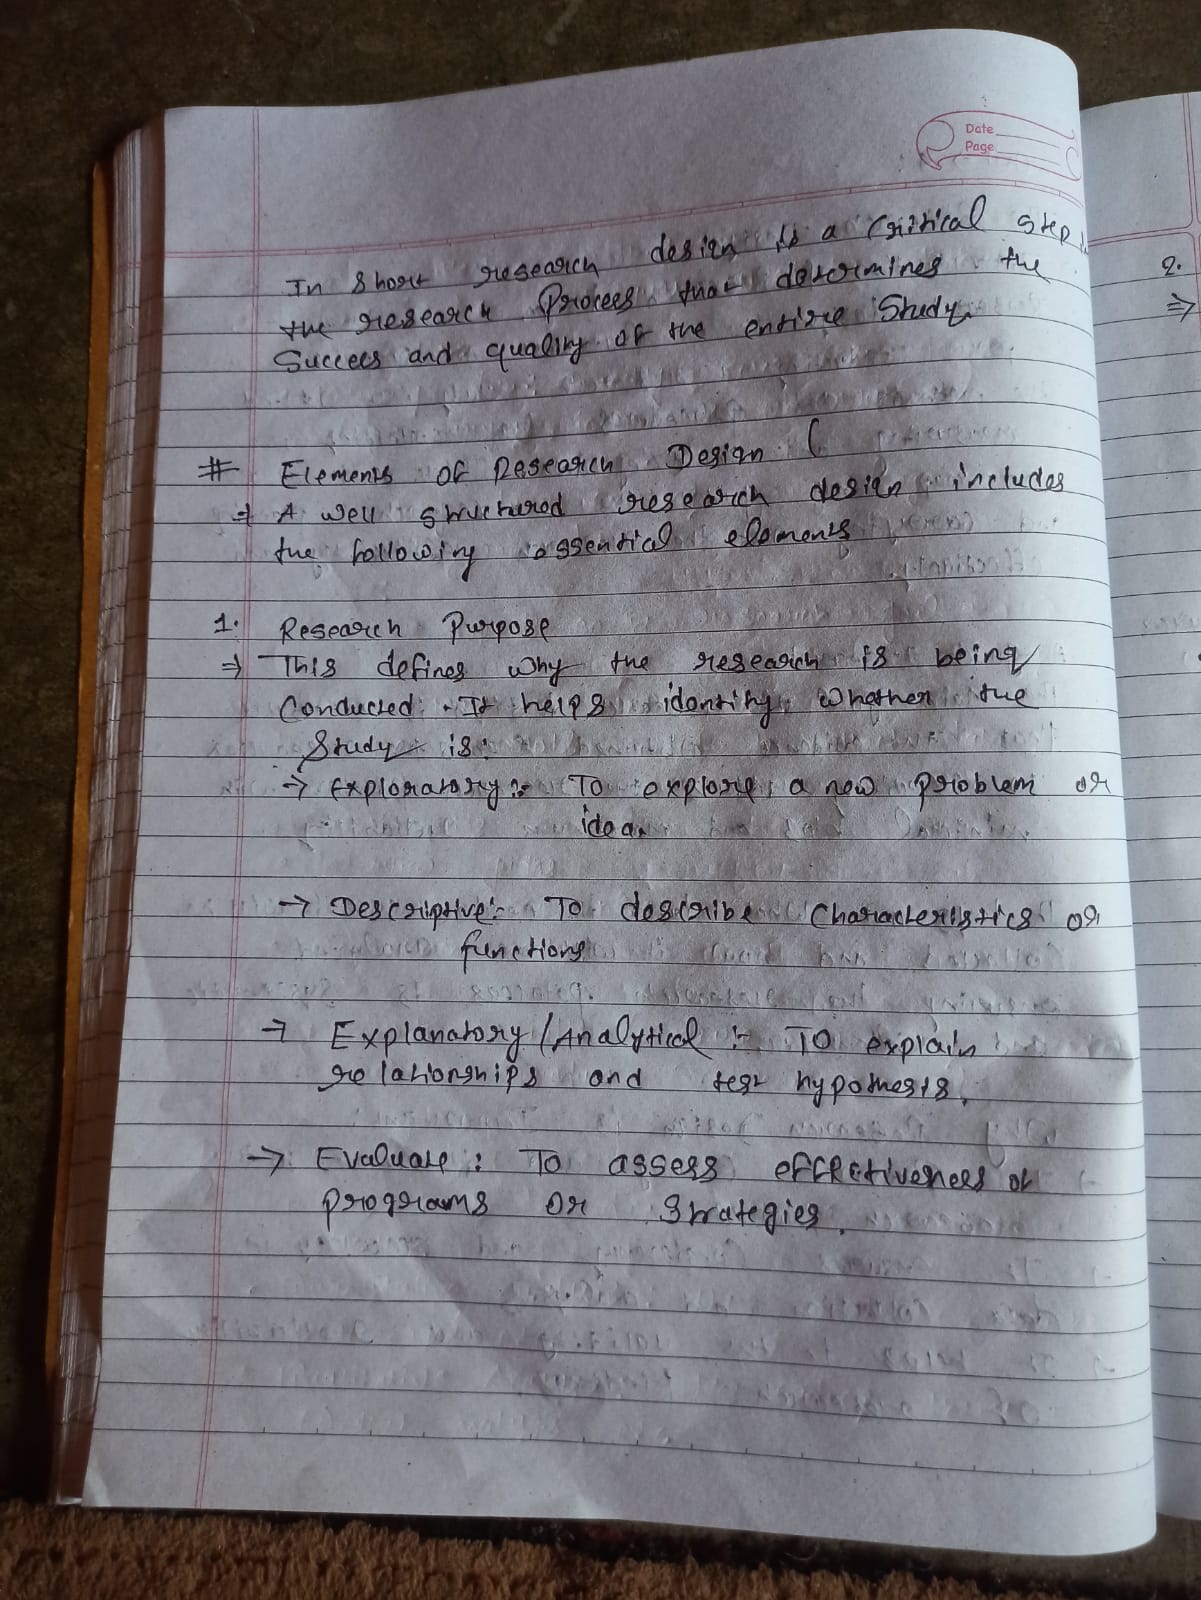 Date
Page
In short research design is a critical step
the research Process that determines the
Succees and quality of the entire Study.
# Elements of Research Design (
⇒ A well structured research design includes
the following essential elements
1. Research Purpose
⇒ This defines why the research is being
Conducted. It helps identify whether the
Study is:
→ Exploratory :- To explore a new problem or
idea.
→ Descriptive :- To describe Characteristics or
functions
→ Explanatory / Analytical :- To explain
relationships and test hypothesis.
→ Evaluate : To assess effectiveness of
programs or Strategies.
2.
⇒